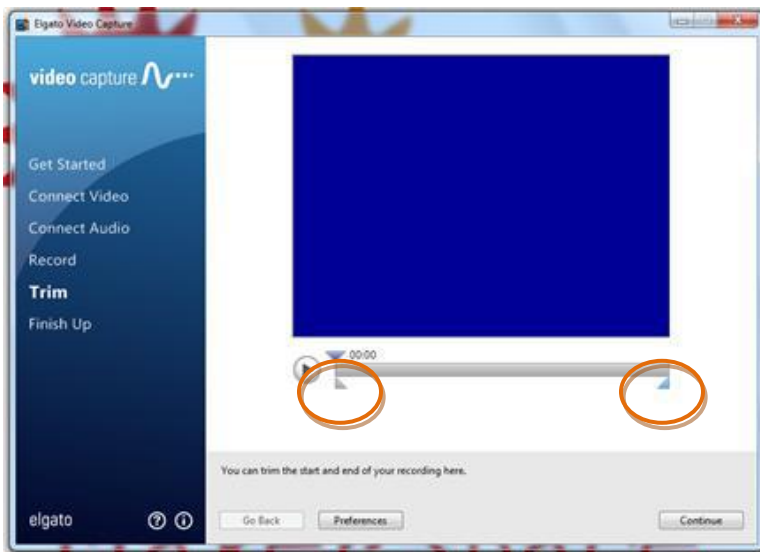 Elgato Video Capture
video capture
Get Started
Connect Video
Connect Audio
Record
Trim
Finish Up
00:00
You can trim the start and end of your recording here.
elgato
Go Back
Preferences
Continue